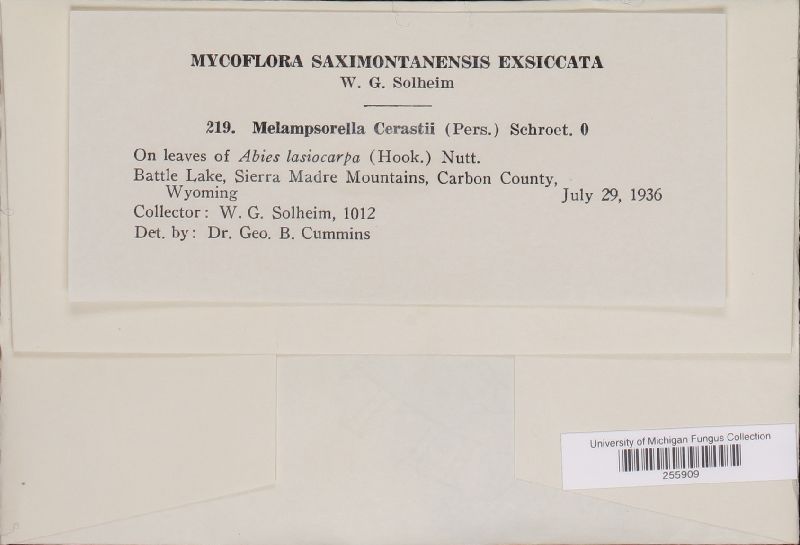 MYCOFLORA SAXIMONTANENSIS EXSICCATA
W. G. Solheim
219. Melampsorella Cerastii (Pers.) Schroet. 0
On leaves of Abies lasiocarpa (Hook.) Nutt.
Battle Lake, Sierra Madre Mountains, Carbon County,
Wyoming July 29, 1936
Collector: W. G. Solheim, 1012
Det. by: Dr. Geo. B. Cummins
University of Michigan Fungus Collection
255909